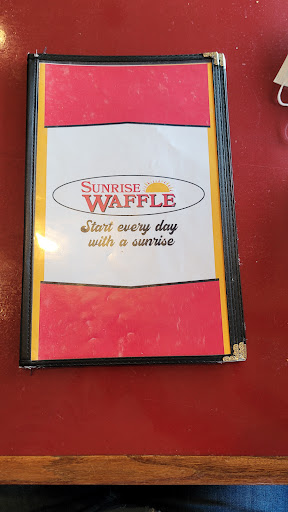 SUNRISE
WAFFLE
Start every day
with a sunrise